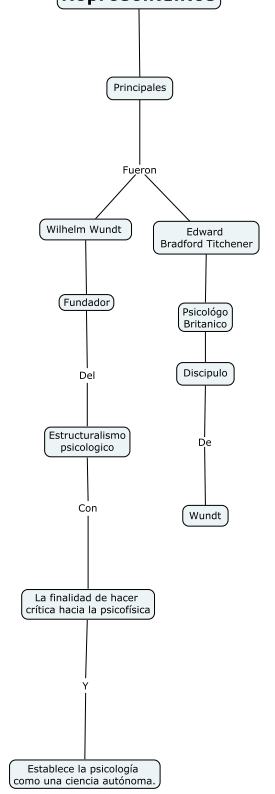 Representantes
Principales
Fueron
Wilhelm Wundt
Fundador
Del
Estructuralismo
psicologico
Con
La finalidad de hacer
crítica hacia la psicofísica
Y
Establece la psicología
como una ciencia autónoma.
Edward
Bradford Titchener
Psicológo
Britanico
Discipulo
De
Wundt